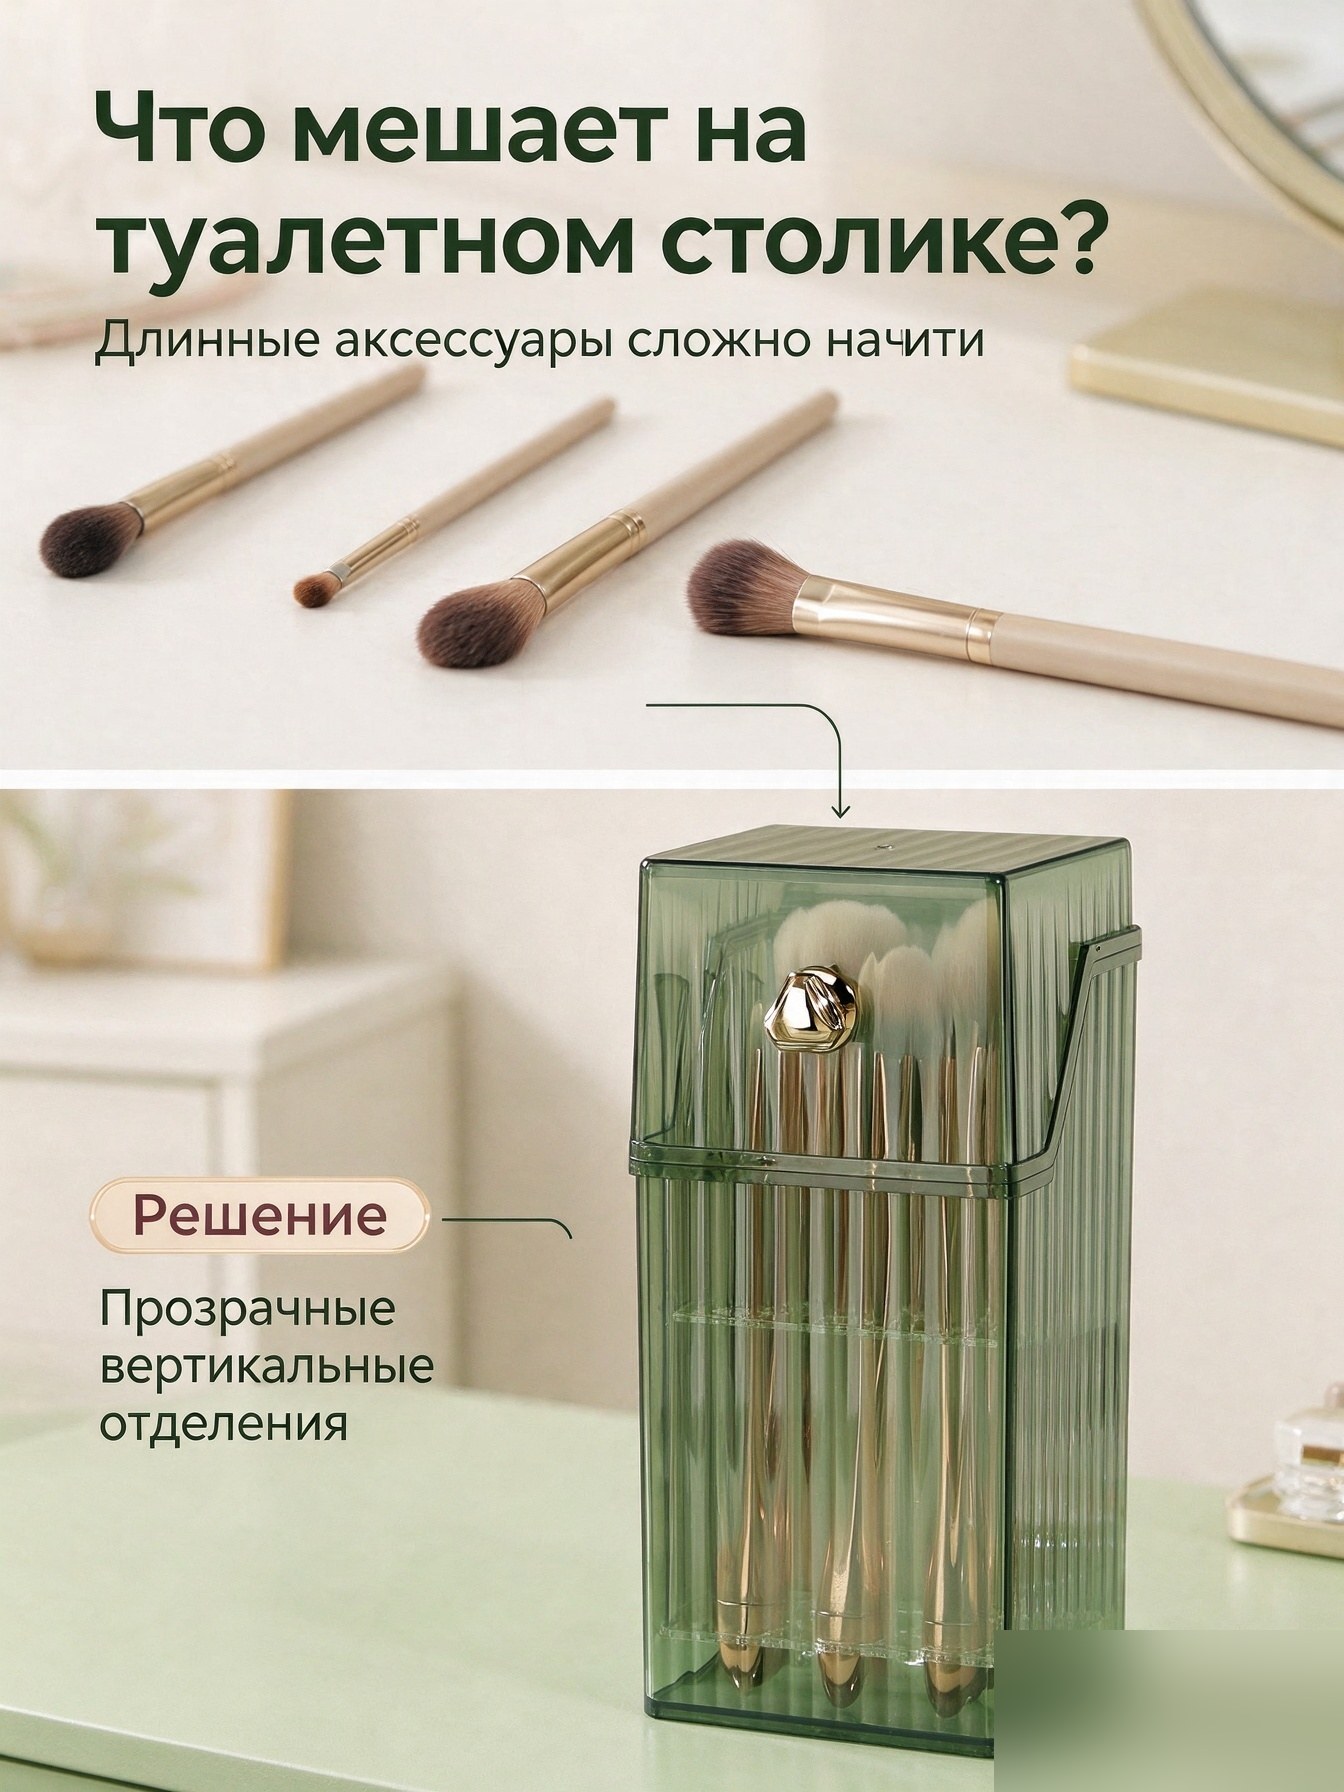 Что мешает на
туалетном столике?
Длинные аксессуары сложно начити
Решение
Прозрачные
вертикальные
отделения